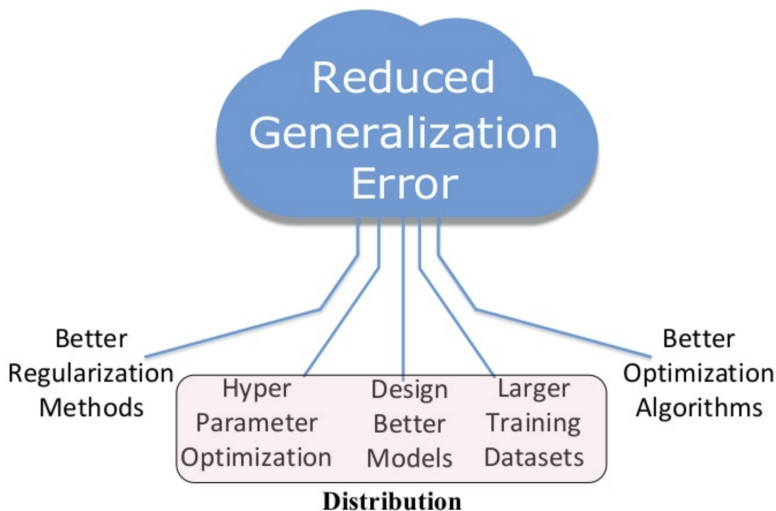 Reduced
Generalization
Error
Better
Regularization
Methods
Hyper
Parameter
Optimization
Design
Better
Models
Larger
Training
Datasets
Better
Optimization
Algorithms
Distribution